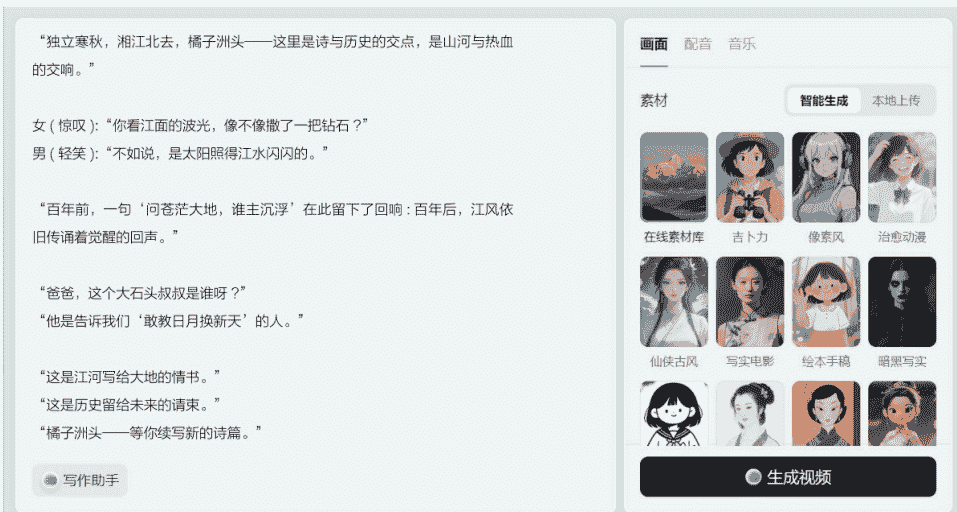 “独立寒秋，湘江北去，橘子洲头——这里是诗与历史的交点，是山河与热血
的交响。”
女（惊叹）：“你看江面的波光，像不像撒了一把钻石？”
男（轻笑）：“不如说，是太阳照得江水闪闪的。”
“百年前，一句‘问苍茫大地，谁主沉浮’在此留下了回响：百年后，江风依
旧传诵着觉醒的回声。”
“爸爸，这个大石头叔叔是谁呀？”
“他是告诉我们‘敢教日月换新天’的人。”
“这是江河写给大地的情书。”
“这是历史留给未来的请柬。”
“橘子洲头——等你续写新的诗篇。”
写作助手
画面 配音 音乐
素材 智能生成 本地上传
在线素材库 吉卜力 像素风 治愈动漫
仙侠古风 写实电影 绘本手稿 暗黑写实
生成视频